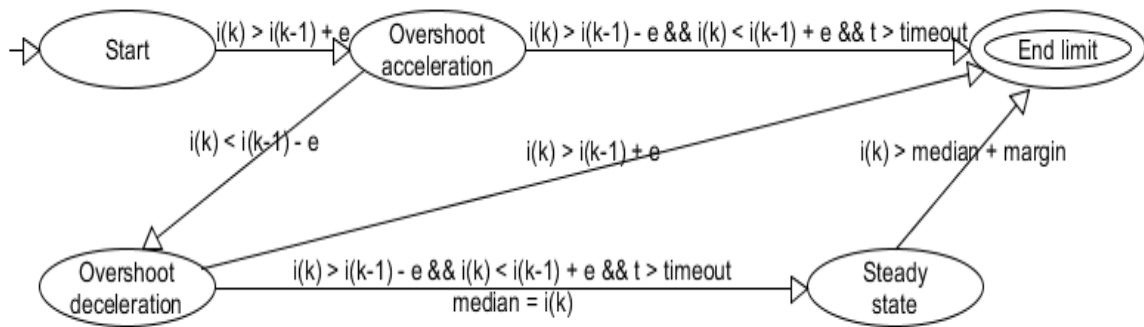 Start
i(k) > i(k-1) + e
Overshoot
acceleration
i(k) > i(k-1) - e && i(k) < i(k-1) + e && t > timeout
End limit
i(k) < i(k-1) - e
i(k) > i(k-1) + e
i(k) > median + margin
Overshoot
deceleration
i(k) > i(k-1) - e && i(k) < i(k-1) + e && t > timeout
median = i(k)
Steady
state